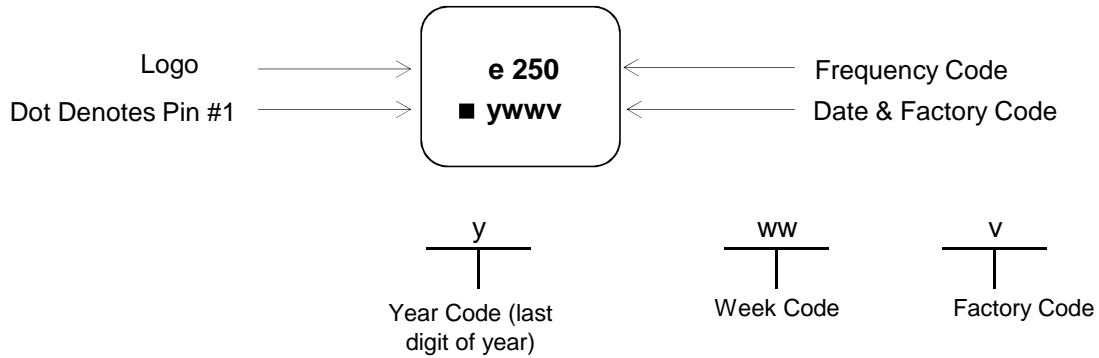 Logo
e 250
Frequency Code
Dot Denotes Pin #1
ywwv
Date & Factory Code
y
ww
v
Year Code (last
digit of year)
Week Code
Factory Code